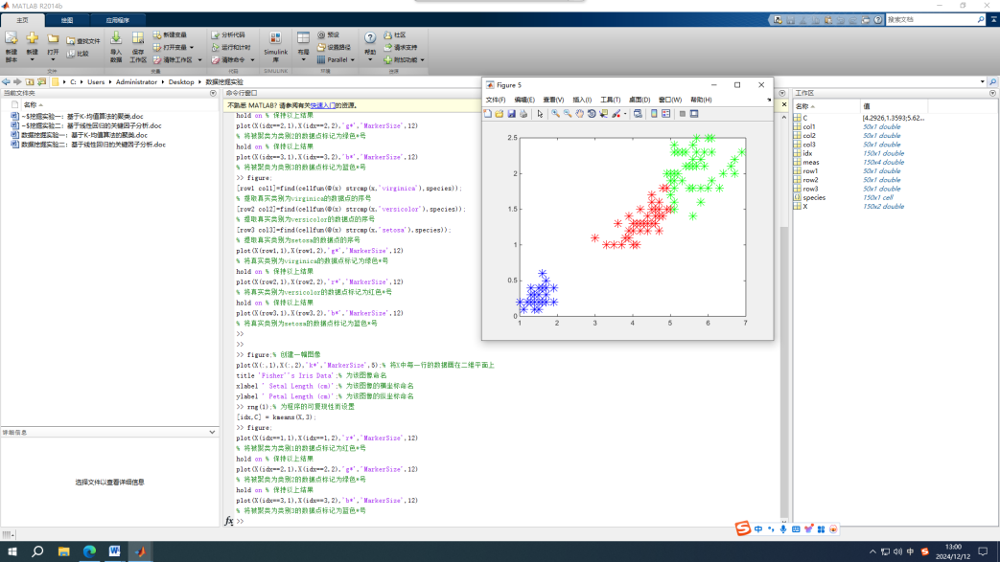 MATLAB R2014b
主页
绘图
应用程序
搜索文档
新建脚本
新建
打开
查找文件
比较
文件
导入数据
保存工作区
新建变量
打开变量
清除工作区
变量
分析代码
运行和计时
清除命令
代码
Simulink 库
SIMULINK
布局
预设
设置路径
Parallel
环境
帮助
社区
请求支持
附加功能
资源
C: Users Administrator Desktop 数据挖掘实验
当前文件夹
名称
~$挖掘实验一：基于K-均值算法的聚类.doc
~$挖掘实验二：基于线性回归的关键因子分析.doc
数据挖掘实验一：基于K-均值算法的聚类.doc
数据挖掘实验二：基于线性回归的关键因子分析.doc
详细信息
选择文件以查看详细信息
命令行窗口
不熟悉 MATLAB? 请参阅有关快速入门的资源。
hold on % 保持以上结果
plot(X(idx==2,1),X(idx==2,2),'g*','MarkerSize',12)
% 将被聚类为类别2的数据点标记为绿色*号
hold on % 保持以上结果
plot(X(idx==3,1),X(idx==3,2),'b*','MarkerSize',12)
% 将被聚类为类别3的数据点标记为蓝色*号
>> figure;
[row1 col1]=find(cellfun(@(x) strcmp(x,'virginica'),species));
% 提取真实类别为virginica的数据点的序号
[row2 col2]=find(cellfun(@(x) strcmp(x,'versicolor'),species));
% 提取真实类别为versicolor的数据点的序号
[row3 col3]=find(cellfun(@(x) strcmp(x,'setosa'),species));
% 提取真实类别为setosa的数据点的序号
plot(X(row1,1),X(row1,2),'g*','MarkerSize',12)
% 将真实类别为virginica的数据点标记为绿色*号
hold on % 保持以上结果
plot(X(row2,1),X(row2,2),'r*','MarkerSize',12)
% 将真实类别为versicolor的数据点标记为红色*号
hold on % 保持以上结果
plot(X(row3,1),X(row3,2),'b*','MarkerSize',12)
% 将真实类别为setosa的数据点标记为蓝色*号
>>
>>
>> figure;% 创建一幅图像
plot(X(:,1),X(:,2),'k*','MarkerSize',5);% 将X中每一行的数据画在二维平面上
title 'Fisher''s Iris Data';% 为该图像命名
xlabel ' Setal Length (cm)';% 为该图像的横坐标命名
ylabel ' Petal Length (cm)';% 为该图像的纵坐标命名
>> rng(1);% 为程序的可复现性而设置
[idx,C] = kmeans(X,3);
>> figure;
plot(X(idx==1,1),X(idx==1,2),'r*','MarkerSize',12)
% 将被聚类为类别1的数据点标记为红色*号
hold on % 保持以上结果
plot(X(idx==2,1),X(idx==2,2),'g*','MarkerSize',12)
% 将被聚类为类别2的数据点标记为绿色*号
hold on % 保持以上结果
plot(X(idx==3,1),X(idx==3,2),'b*','MarkerSize',12)
% 将被聚类为类别3的数据点标记为蓝色*号
fx >>
Figure 5
文件(F) 编辑(E) 查看(V) 插入(I) 工具(T) 桌面(D) 窗口(W) 帮助(H)
2.5
2
1.5
1
0.5
0
1 2 3 4 5 6 7
工作区
名称 值
C [4.2926,1.3593;5.62...
col1 50x1 double
col2 50x1 double
col3 50x1 double
idx 150x1 double
meas 150x4 double
row1 50x1 double
row2 50x1 double
row3 50x1 double
species 150x1 cell
X 150x2 double
中
中
13:00
2024/12/12